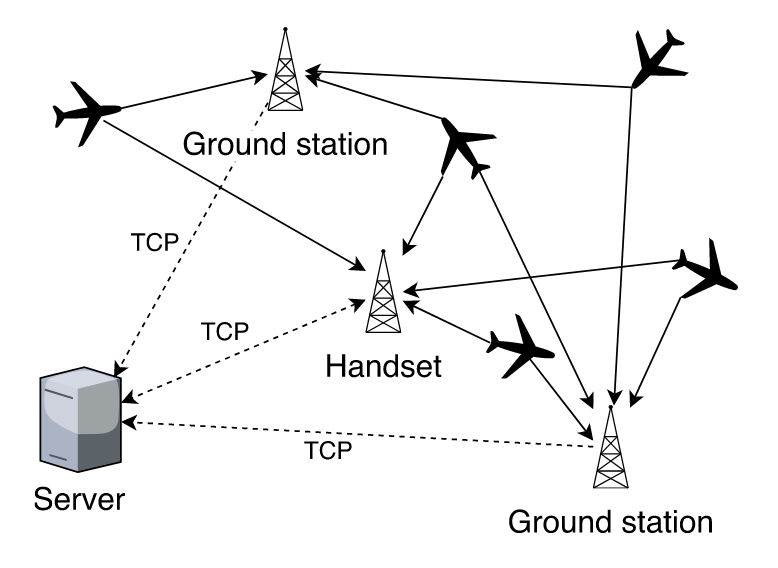 Ground station
TCP
TCP
Handset
TCP
Server
Ground station